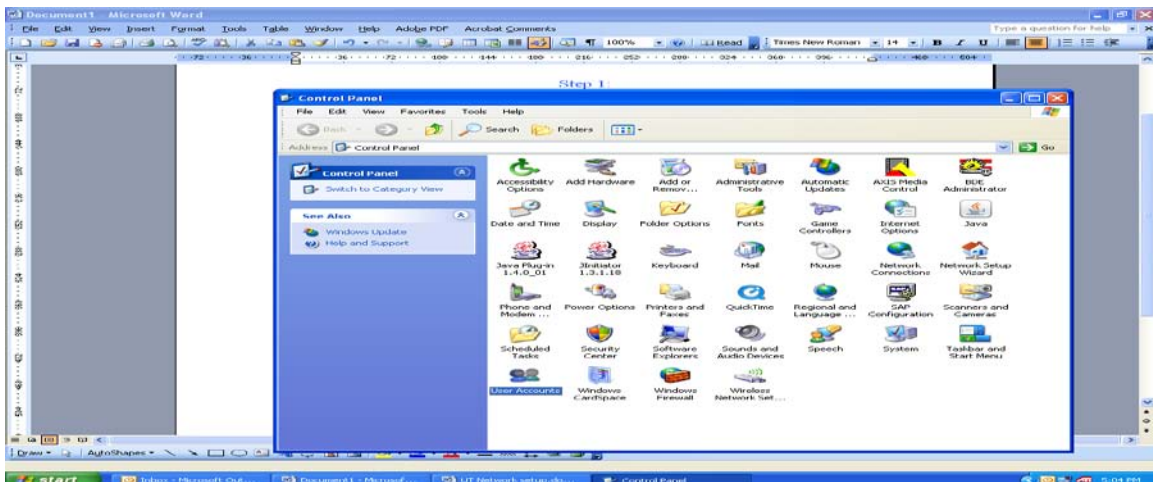 Document1 - Microsoft Word
File Edit View Insert Format Tools Table Window Help Adobe PDF Acrobat Comments
Type a question for help
100% Read Times New Roman 14 B I U
Step 1:
Control Panel
File Edit View Favorites Tools Help
Back Search Folders
Address Control Panel Go
Control Panel
Switch to Category View
See Also
Windows Update
Help and Support
Accessibility Options
Add Hardware
Add or Remov...
Administrative Tools
Automatic Updates
AXIS Media Control
BDE Administrator
Date and Time
Display
Folder Options
Fonts
Game Controllers
Internet Options
Java
Java Plug-in 1.4.0_01
JInitiator 1.3.1.18
Keyboard
Mail
Mouse
Network Connections
Network Setup Wizard
Phone and Modem ...
Power Options
Printers and Faxes
QuickTime
Regional and Language ...
SAP Configuration
Scanners and Cameras
Scheduled Tasks
Security Center
Software Explorers
Sounds and Audio Devices
Speech
System
Taskbar and Start Menu
User Accounts
Windows CardSpace
Windows Firewall
Wireless Network Set...
Draw AutoShapes
start Inbox - Microsoft Out... Document1 - Microsof... UT Network setup.do... Control Panel 5:04 PM